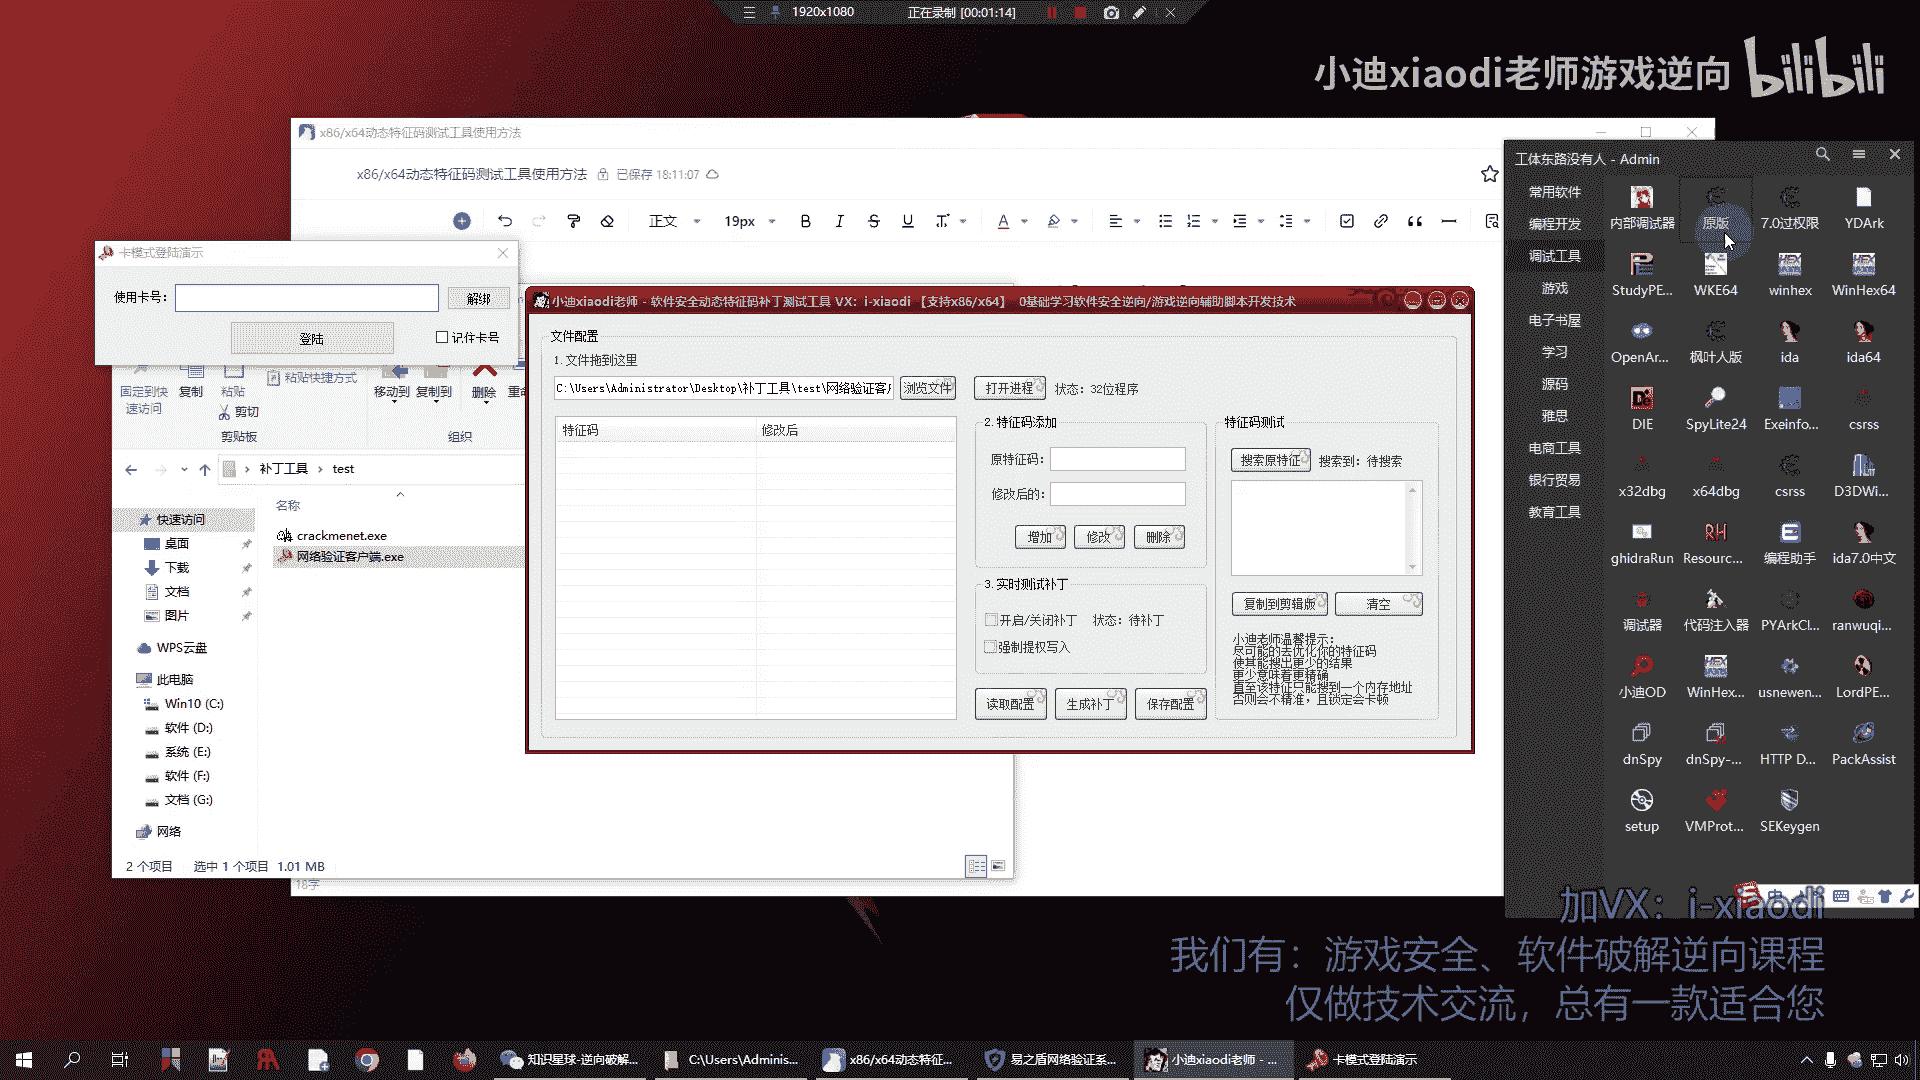 1920x1080 正在录制 [00:01:14]
小迪xiaodi老师游戏逆向 bilibili
x86/x64动态特征码测试工具使用方法
x86/x64动态特征码测试工具使用方法 已保存 18:11:07
正文 19px B I S U
卡模式登陆演示
使用卡号：
解绑
登陆
记住卡号
固定到快速访问
复制
粘贴
粘贴快捷方式
剪切
剪贴板
移动到
复制到
删除
组织
补丁工具 › test
名称
crackmenet.exe
网络验证客户端.exe
快速访问
桌面
下载
文档
图片
WPS云盘
此电脑
Win10 (C:)
软件 (D:)
系统 (E:)
软件 (F:)
文档 (G:)
网络
2 个项目 选中 1 个项目 1.01 MB
18字
小迪xiaodi老师 - 软件安全动态特征码补丁测试工具 VX: i-xiaodi 【支持x86/x64】 0基础学习软件安全逆向/游戏逆向辅助脚本开发技术
文件配置
1. 文件拖到这里
C:\Users\Administrator\Desktop\补丁工具\test\网络验证客户
浏览文件
打开进程
状态: 32位程序
特征码 修改后
2. 特征码添加
原特征码:
修改后的:
增加 修改 删除
3. 实时测试补丁
开启/关闭补丁 状态: 待补丁
强制提权写入
读取配置 生成补丁 保存配置
特征码测试
搜索原特征 搜索到: 待搜索
复制到剪辑版 清空
小迪老师温馨提示:
尽可能的去优化你的特征码
使其能搜出更少的结果
更少意味着更精确
直至该特征只能搜到一个内存地址
否则会不精准，且锁定会卡顿
工体东路没有人 - Admin
常用软件
编程开发
调试工具
游戏
电子书屋
学习
源码
雅思
电商工具
银行贸易
教育工具
内部调试器 原版 7.0过权限 YDArk
StudyPE... WKE64 winhex WinHex64
OpenAr... 枫叶人版 ida ida64
DIE SpyLite24 Exeinfo... csrss
x32dbg x64dbg csrss D3DWi...
ghidraRun Resourc... 编程助手 ida7.0中文
调试器 代码注入器 PYArkCl... ranwuqi...
小迪OD WinHex... usnewen... LordPE...
dnSpy dnSpy-... HTTP D... PackAssist
setup VMProt... SEKeygen
加VX：i-xiaodi
我们有：游戏安全、软件破解逆向课程
仅做技术交流，总有一款适合您
知识星球-逆向破解...
C:\Users\Adminis...
x86/x64动态特征...
易之盾网络验证系...
小迪xiaodi老师 - ...
卡模式登陆演示